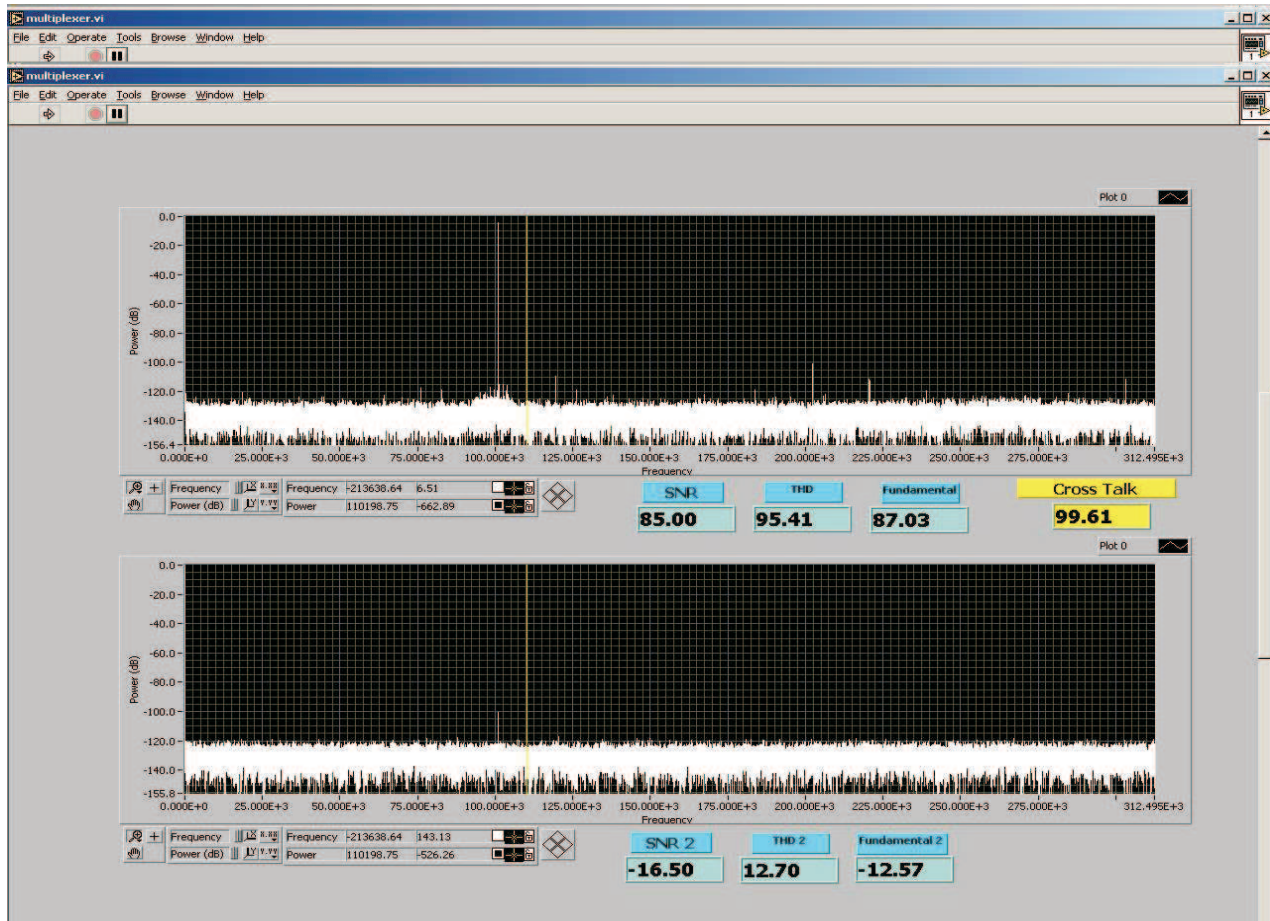 multiplexer.vi
File Edit Operate Tools Browse Window Help
1
multiplexer.vi
File Edit Operate Tools Browse Window Help
1
Plot 0
0.0
-20.0
-40.0
-60.0
-80.0
-100.0
-120.0
-140.0
-156.4
Power (dB)
0.000E+0 25.000E+3 50.000E+3 75.000E+3 100.000E+3 125.000E+3 150.000E+3 175.000E+3 200.000E+3 225.000E+3 250.000E+3 275.000E+3 312.495E+3
Frequency
Frequency Frequency -213638.64 6.51
Power (dB) Power 110198.75 -662.89
SNR THD Fundamental Cross Talk
85.00 95.41 87.03 99.61
Plot 0
0.0
-20.0
-40.0
-60.0
-80.0
-100.0
-120.0
-140.0
-155.8
Power (dB)
0.000E+0 25.000E+3 50.000E+3 75.000E+3 100.000E+3 125.000E+3 150.000E+3 175.000E+3 200.000E+3 225.000E+3 250.000E+3 275.000E+3 312.495E+3
Frequency
Frequency Frequency -213638.64 143.13
Power (dB) Power 110198.75 -526.26
SNR 2 THD 2 Fundamental 2
-16.50 12.70 -12.57